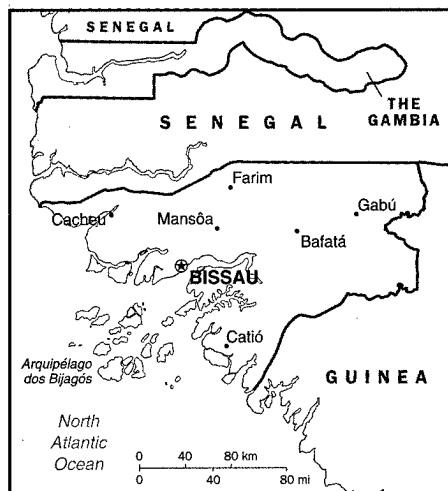 SENEGAL
THE
GAMBIA
SENEGAL
Farim
Cacheu
Mansôa
Gabú
Bafatá
BISSAU
Catió
Arquipélago
dos Bijagós
GUINEA
North
Atlantic
Ocean
0 40 80 km
0 40 80 mi